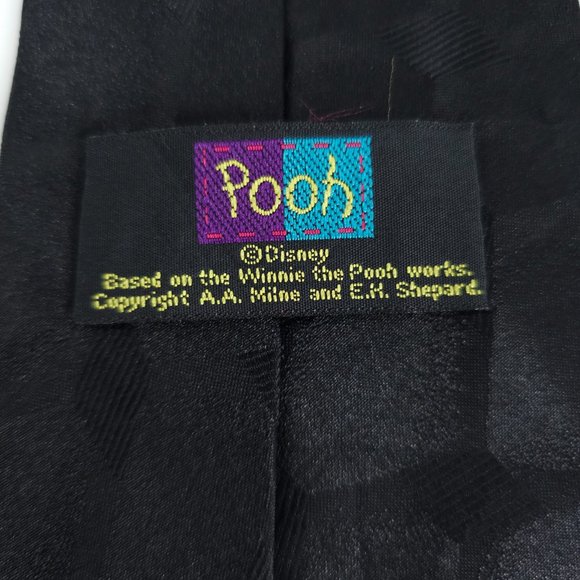 Pooh
©Disney
Based on the Winnie the Pooh works.
Copyright A.A. Milne and E.H. Shepard.